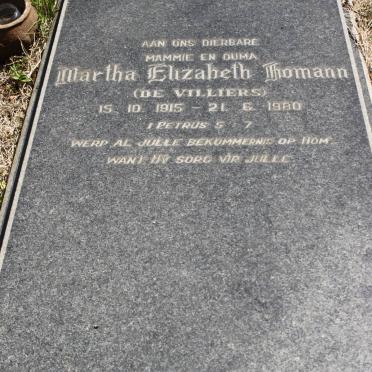 AAN ONS DIERBARE
MAMMIE EN OUMA
Martha Elizabeth Homann
(DE VILLIERS)
15. 10. 1915 - 21. 6. 1980
I PETRUS 5 - 7
"WERP AL JULLE BEKOMMERNIS OP HOM
WANT HY SORG VIR JULLE"